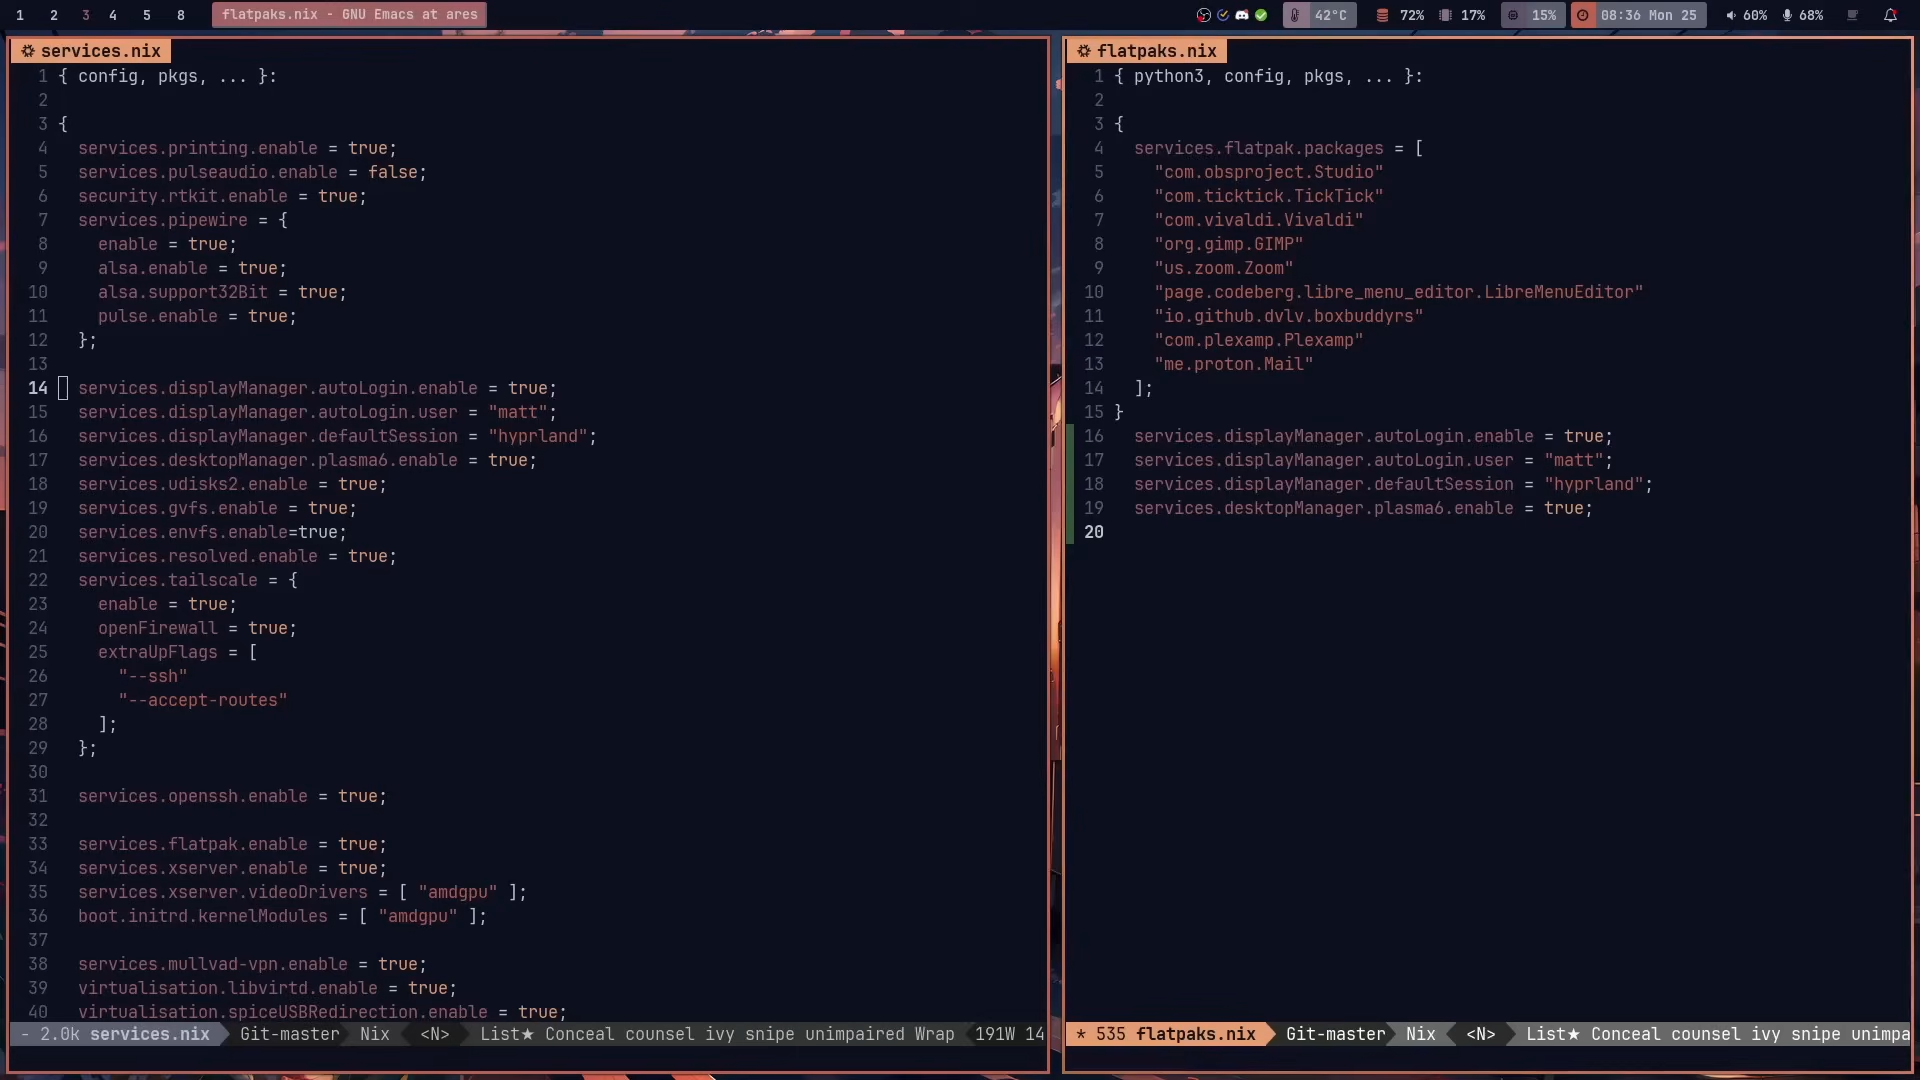 1 2 3 4 5 8 flatpaks.nix - GNU Emacs at ares 42°C 72% 17% 15% 08:36 Mon 25 60% 68%
services.nix
1 { config, pkgs, ... }:
2
3 {
4 services.printing.enable = true;
5 services.pulseaudio.enable = false;
6 security.rtkit.enable = true;
7 services.pipewire = {
8 enable = true;
9 alsa.enable = true;
10 alsa.support32Bit = true;
11 pulse.enable = true;
12 };
13
14 services.displayManager.autoLogin.enable = true;
15 services.displayManager.autoLogin.user = "matt";
16 services.displayManager.defaultSession = "hyprland";
17 services.desktopManager.plasma6.enable = true;
18 services.udisks2.enable = true;
19 services.gvfs.enable = true;
20 services.envfs.enable=true;
21 services.resolved.enable = true;
22 services.tailscale = {
23 enable = true;
24 openFirewall = true;
25 extraUpFlags = [
26 "--ssh"
27 "--accept-routes"
28 ];
29 };
30
31 services.openssh.enable = true;
32
33 services.flatpak.enable = true;
34 services.xserver.enable = true;
35 services.xserver.videoDrivers = [ "amdgpu" ];
36 boot.initrd.kernelModules = [ "amdgpu" ];
37
38 services.mullvad-vpn.enable = true;
39 virtualisation.libvirtd.enable = true;
40 virtualisation.spiceUSBRedirection.enable = true;
- 2.0k services.nix Git-master Nix <N> List★ Conceal counsel ivy snipe unimpaired Wrap 191W 14
flatpaks.nix
1 { python3, config, pkgs, ... }:
2
3 {
4 services.flatpak.packages = [
5 "com.obsproject.Studio"
6 "com.ticktick.TickTick"
7 "com.vivaldi.Vivaldi"
8 "org.gimp.GIMP"
9 "us.zoom.Zoom"
10 "page.codeberg.libre_menu_editor.LibreMenuEditor"
11 "io.github.dvlv.boxbuddyrs"
12 "com.plexamp.Plexamp"
13 "me.proton.Mail"
14 ];
15 }
16 services.displayManager.autoLogin.enable = true;
17 services.displayManager.autoLogin.user = "matt";
18 services.displayManager.defaultSession = "hyprland";
19 services.desktopManager.plasma6.enable = true;
20
* 535 flatpaks.nix Git-master Nix <N> List★ Conceal counsel ivy snipe unimpa